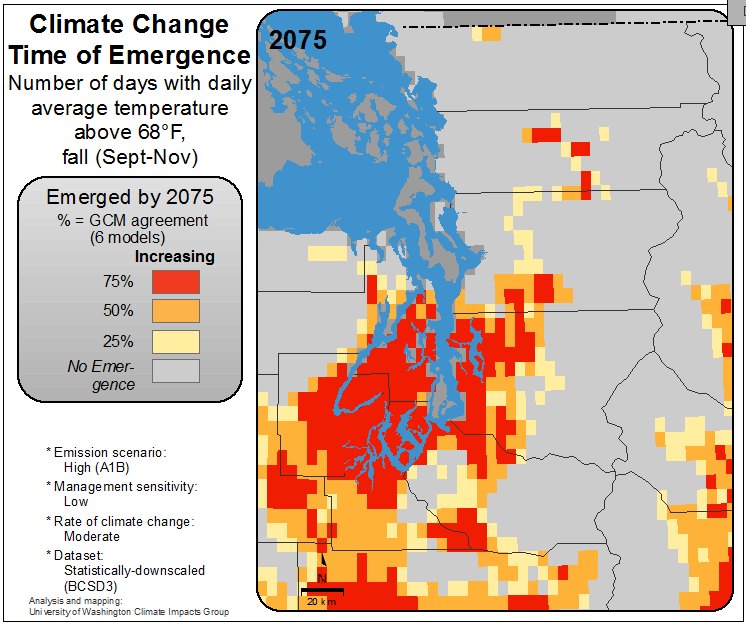 Climate Change
Time of Emergence
Number of days with daily
average temperature
above 68°F,
fall (Sept-Nov)
Emerged by 2075
% = GCM agreement
(6 models)
Increasing
75%
50%
25%
No Emer-
gence
* Emission scenario:
High (A1B)
* Management sensitivity:
Low
* Rate of climate change:
Moderate
* Dataset:
Statistically-downscaled
(BCSD3)
Analysis and mapping:
University of Washington Climate Impacts Group
2075
N
20 km